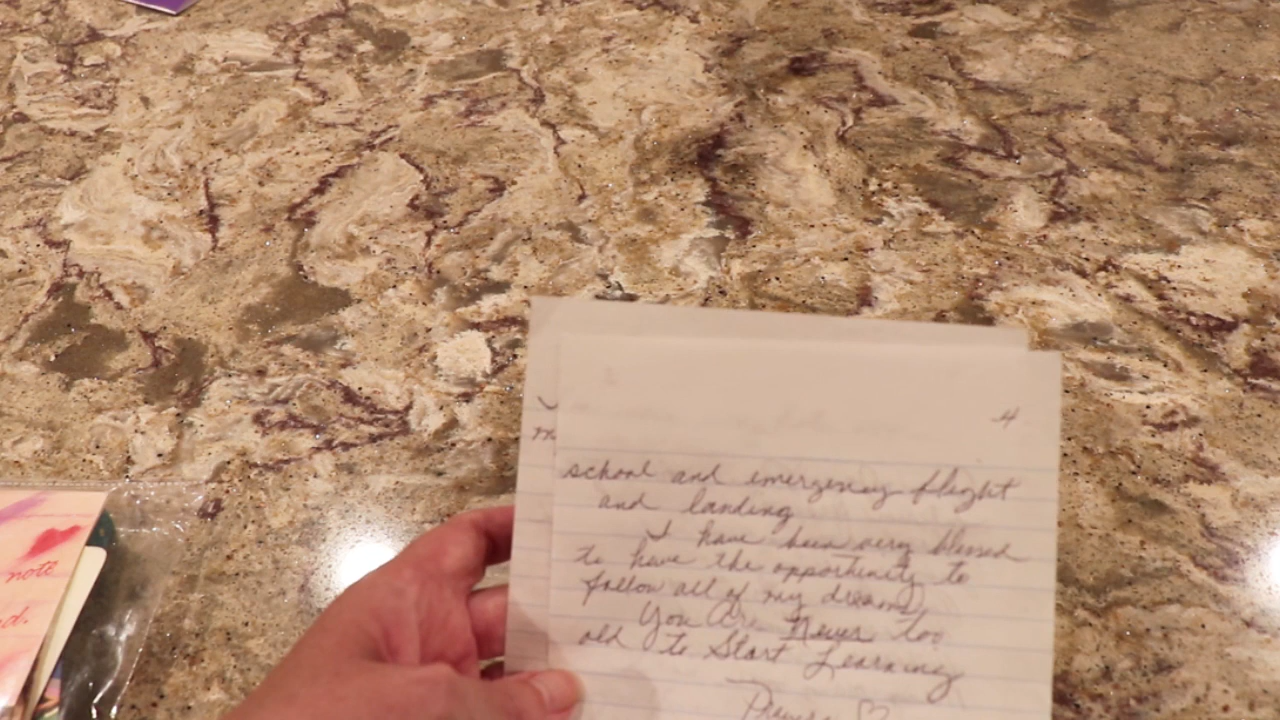 4
school and emergency flight
and landing
I have been very blessed
to have the opportunity to
follow all of my dreams,
You are Never too
old to Start Learning
note
d.